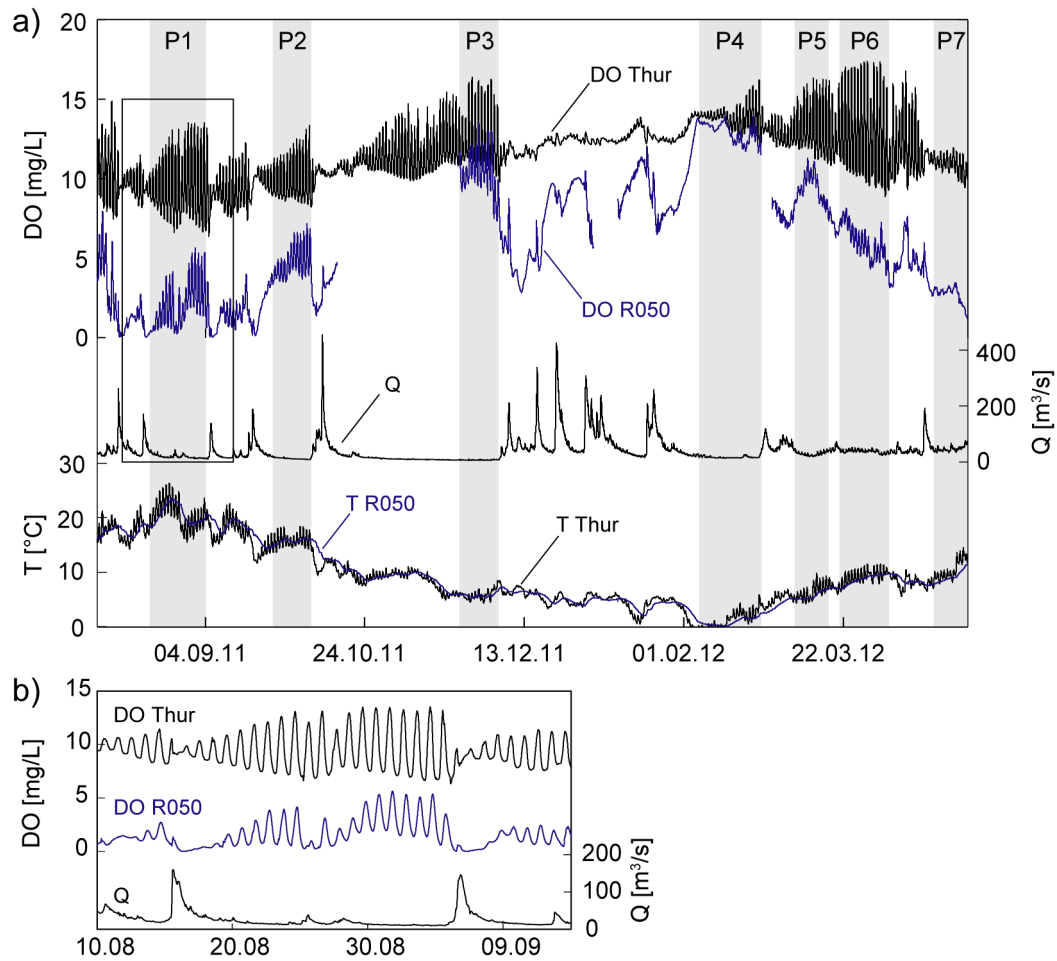 a)
20
15
10
5
0
DO [mg/L]
P1
P2
P3
P4
P5
P6
P7
DO Thur
DO R050
Q
400
200
0
Q [m³/s]
30
20
10
0
T [°C]
T R050
T Thur
04.09.11
24.10.11
13.12.11
01.02.12
22.03.12
b)
15
10
5
0
DO [mg/L]
DO Thur
DO R050
Q
200
100
0
Q [m³/s]
10.08
20.08
30.08
09.09